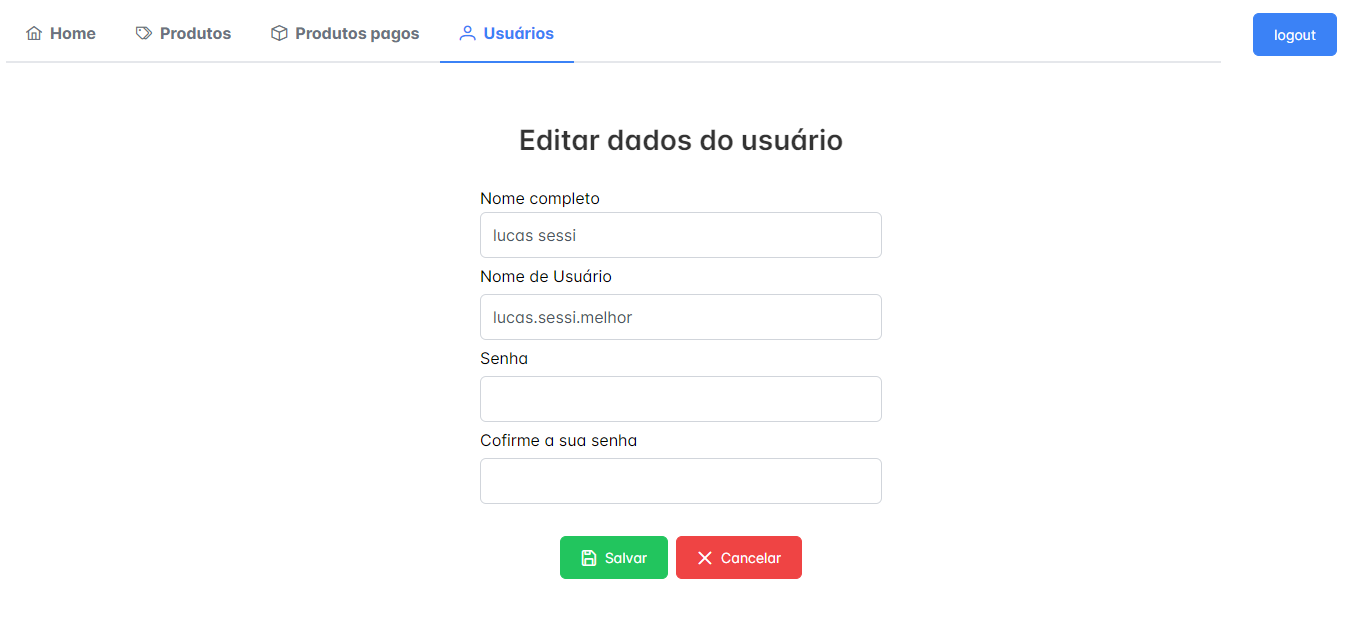 Home Produtos Produtos pagos Usuários logout
Editar dados do usuário
Nome completo
lucas sessi
Nome de Usuário
lucas.sessi.melhor
Senha
Cofirme a sua senha
Salvar Cancelar